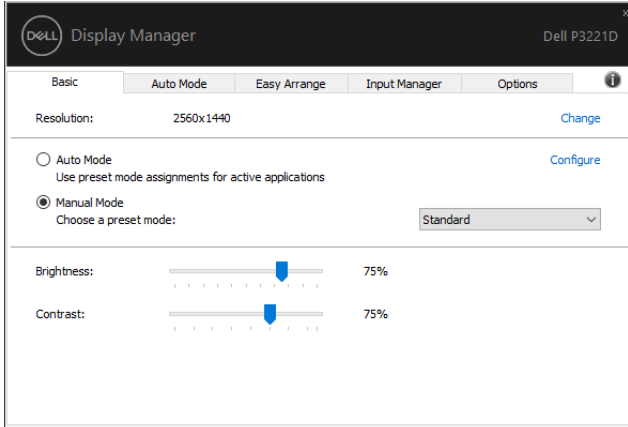 DELL Display Manager Dell P3221D
Basic Auto Mode Easy Arrange Input Manager Options
Resolution: 2560x1440 Change
Auto Mode Configure
Use preset mode assignments for active applications
Manual Mode
Choose a preset mode: Standard
Brightness: 75%
Contrast: 75%